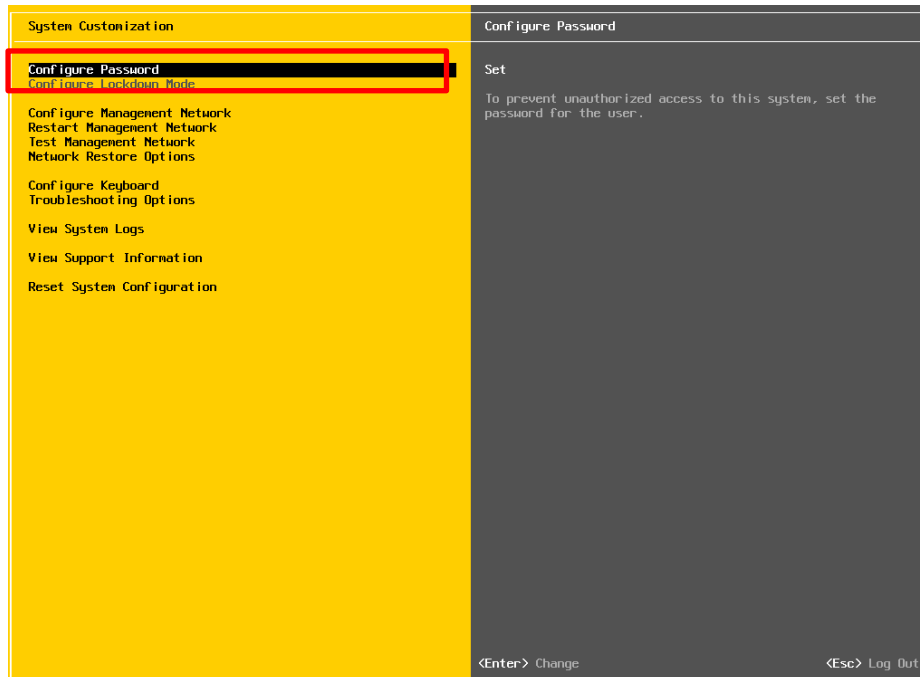 System Customization
Configure Password
Configure Lockdown Mode
Configure Management Network
Restart Management Network
Test Management Network
Network Restore Options
Configure Keyboard
Troubleshooting Options
View System Logs
View Support Information
Reset System Configuration
Configure Password
Set
To prevent unauthorized access to this system, set the
password for the user.
<Enter> Change
<Esc> Log Out